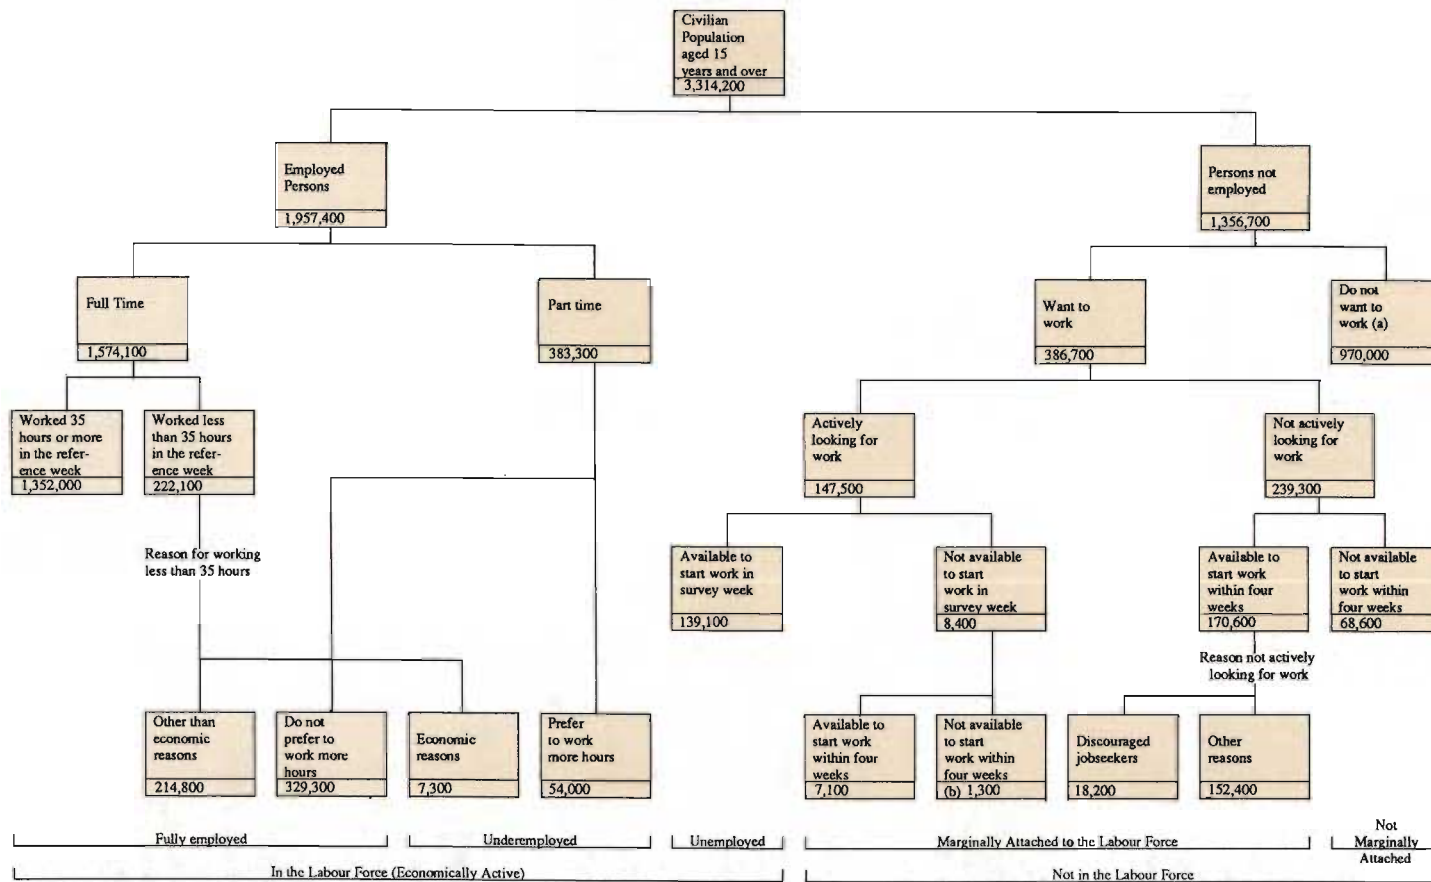 Civilian
Population
aged 15
years and over
3,314,200
Employed
Persons
1,957,400
Persons not
employed
1,356,700
Full Time
1,574,100
Part time
383,300
Want to
work
386,700
Do not
want to
work (a)
970,000
Worked 35
hours or more
in the refer-
ence week
1,352,000
Worked less
than 35 hours
in the refer-
ence week
222,100
Actively
looking for
work
147,500
Not actively
looking for
work
239,300
Reason for working
less than 35 hours
Available to
start work in
survey week
139,100
Not available
to start
work in
survey week
8,400
Available to
start work
within four
weeks
170,600
Not available
to start
work within
four weeks
68,600
Reason not actively
looking for work
Other than
economic
reasons
214,800
Do not
prefer to
work more
hours
329,300
Economic
reasons
7,300
Prefer
to work
more hours
54,000
Available to
start work
within four
weeks
7,100
Not available
to start
work within
four weeks
(b) 1,300
Discouraged
jobseekers
18,200
Other
reasons
152,400
Fully employed
Underemployed
Unemployed
Marginally Attached to the Labour Force
Not
Marginally
Attached
In the Labour Force (Economically Active)
Not in the Labour Force